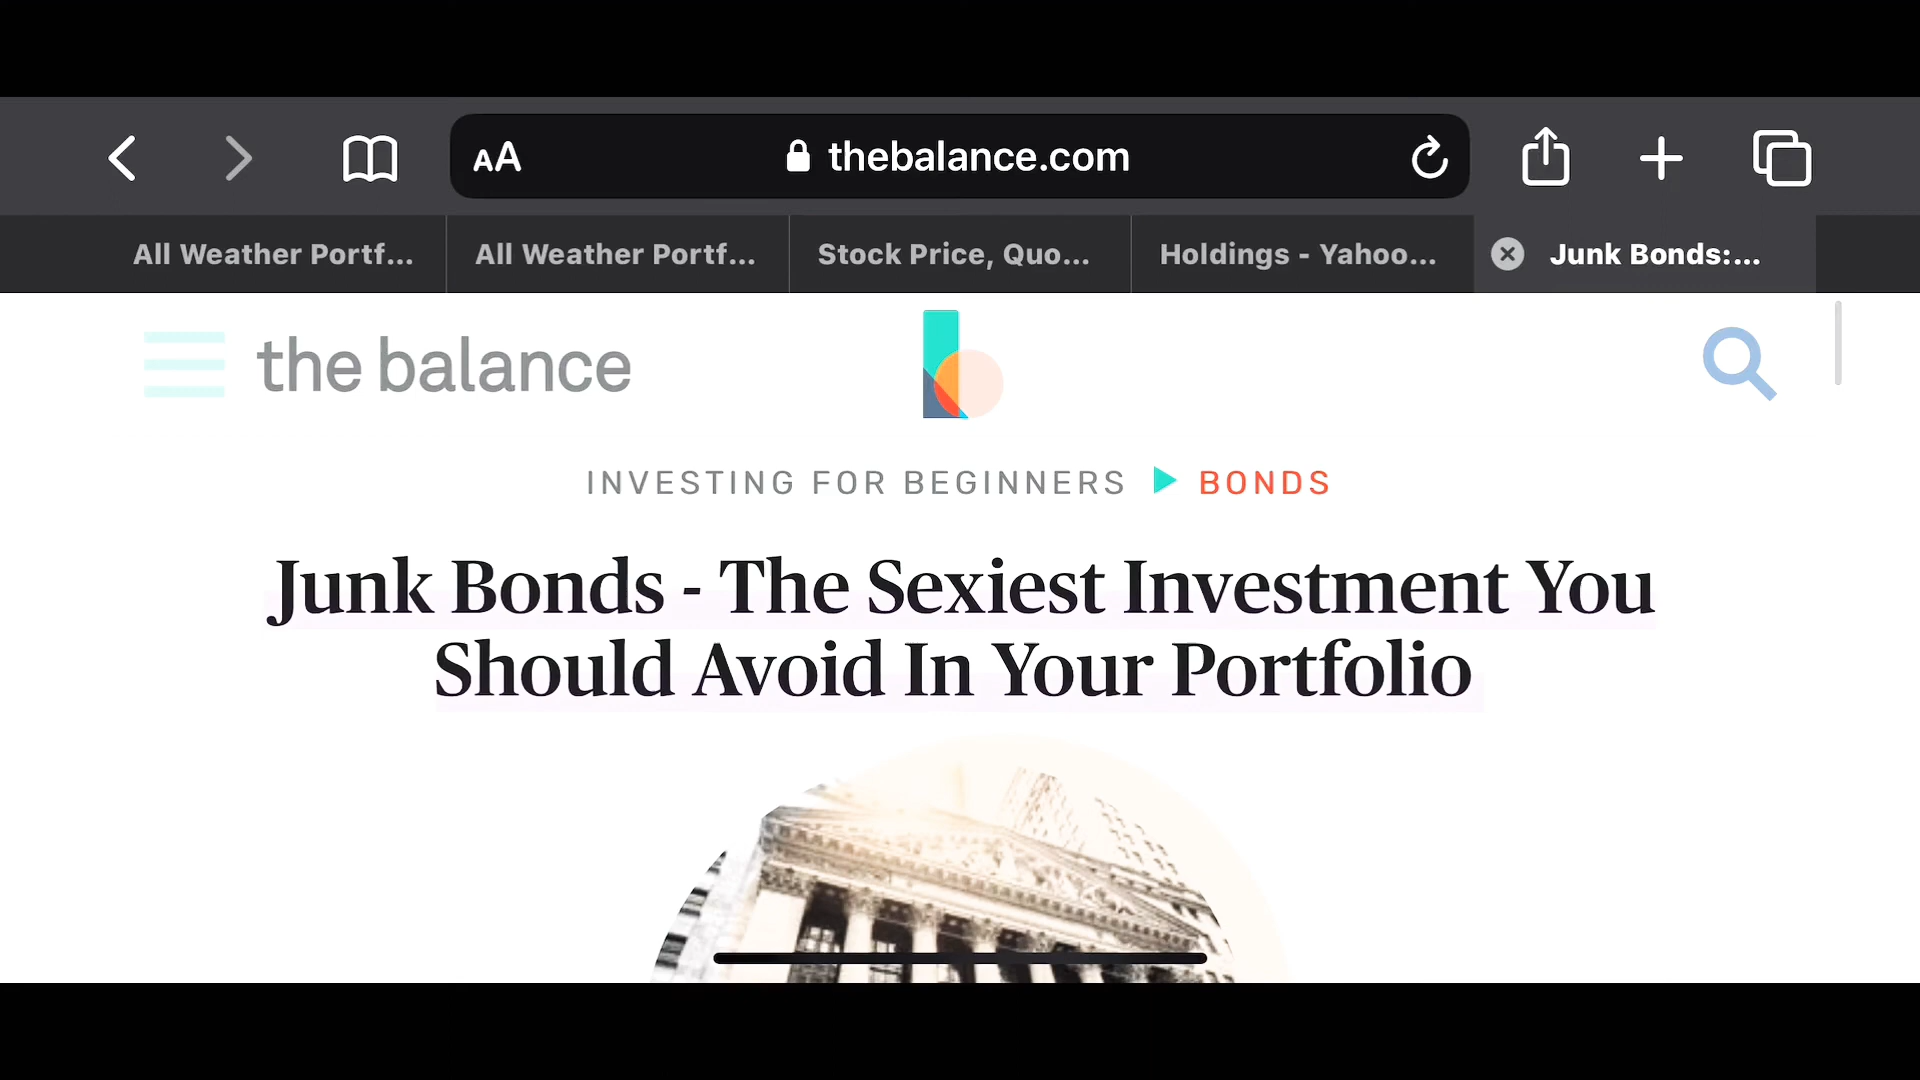 AA thebalance.com
All Weather Portf... All Weather Portf... Stock Price, Quo... Holdings - Yahoo... Junk Bonds:...
the balance
INVESTING FOR BEGINNERS BONDS
Junk Bonds - The Sexiest Investment You
Should Avoid In Your Portfolio